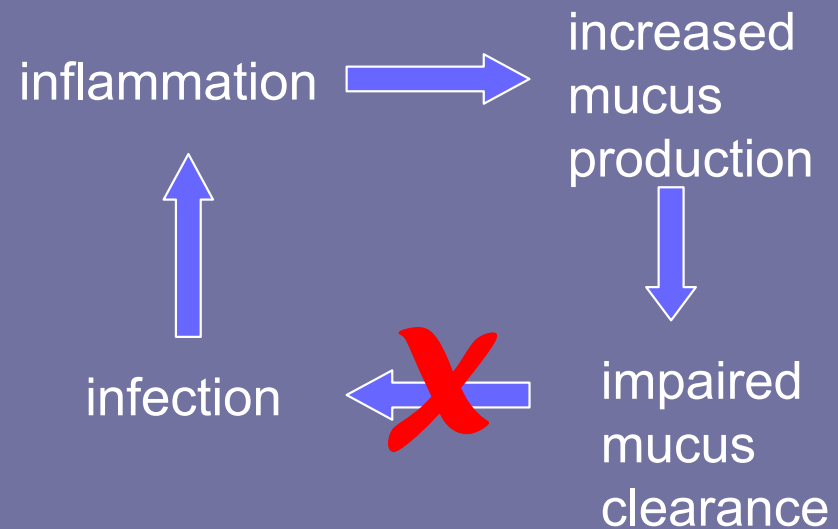 inflammation
increased
mucus
production
infection
impaired
mucus
clearance